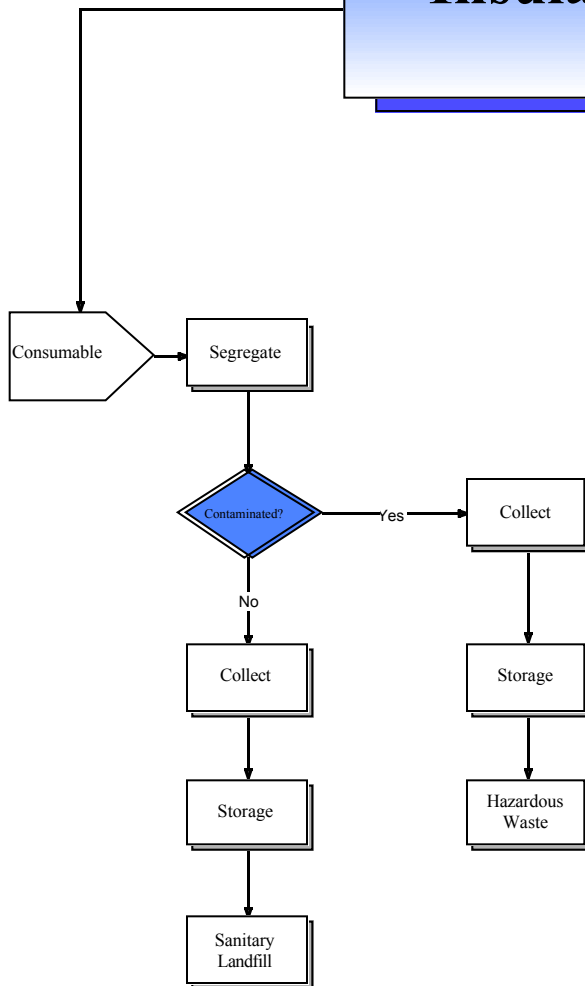 Consumable
Segregate
Contaminated?
Yes
Collect
No
Collect
Storage
Storage
Hazardous
Waste
Sanitary
Landfill